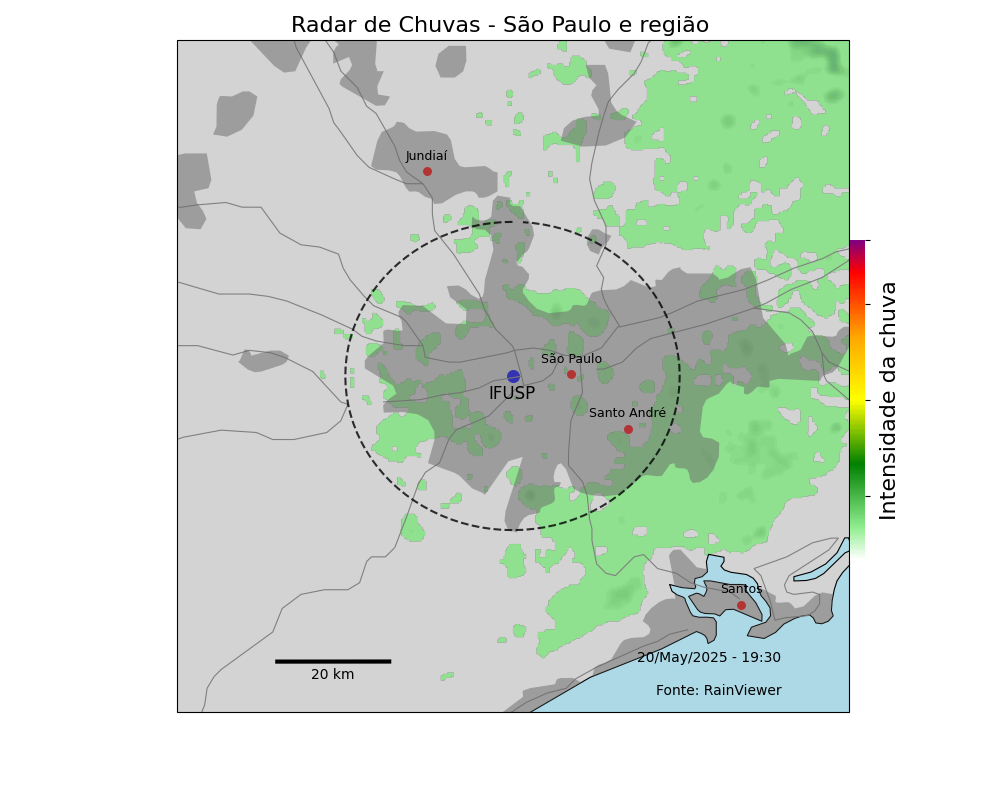 Radar de Chuvas - São Paulo e região
Jundiaí
São Paulo
IFUSP
Santo André
Intensidade da chuva
Santos
20/May/2025 - 19:30
20 km
Fonte: RainViewer